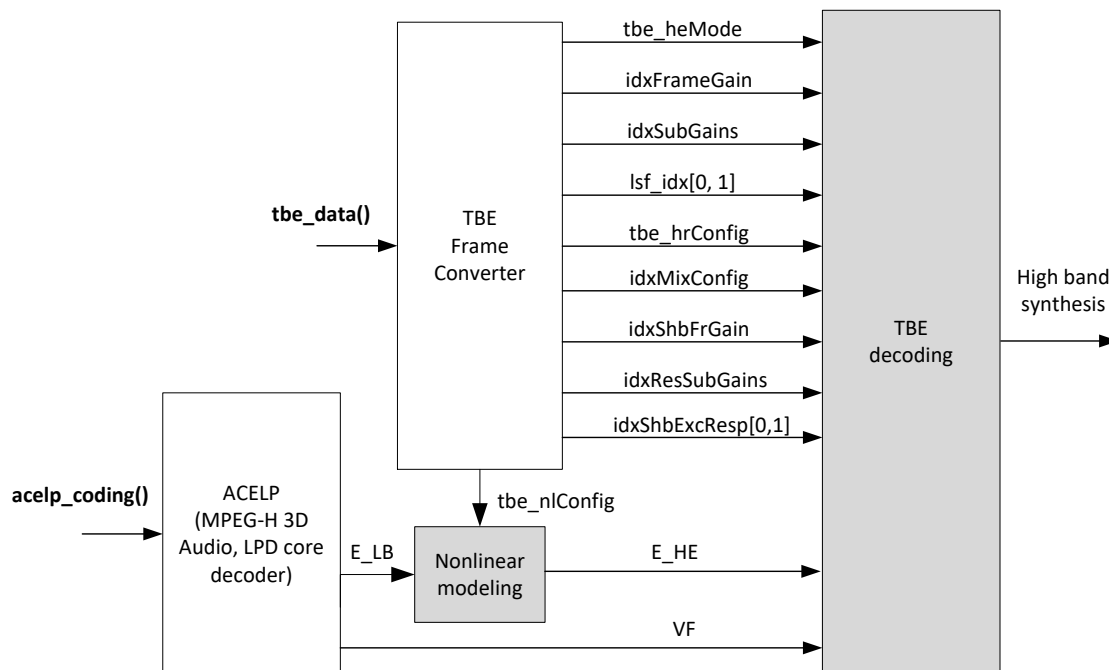 tbe_heMode
idxFrameGain
idxSubGains
lsf_idx[0, 1]
tbe_data()
TBE
Frame
Converter
tbe_hrConfig
idxMixConfig
idxShbFrGain
idxResSubGains
idxShbExcResp[0,1]
TBE
decoding
High band
synthesis
tbe_nlConfig
acelp_coding()
ACELP
(MPEG-H 3D
Audio, LPD core
decoder)
E_LB
Nonlinear
modeling
E_HE
VF